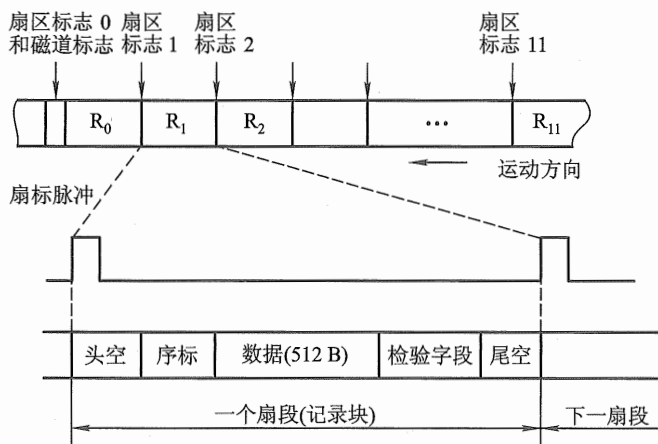 扇区标志 0
和磁道标志
扇区
标志 1
扇区
标志 2
扇区
标志 11
R₀
R₁
R₂
…
R₁₁
运动方向
扇标脉冲
头空
序标
数据(512 B)
检验字段
尾空
一个扇段(记录块)
下一扇段